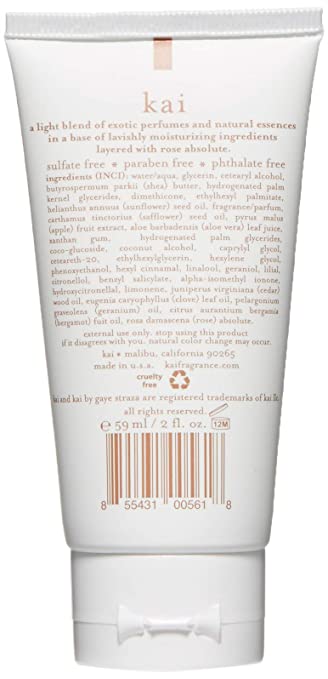 kai
a light blend of exotic perfumes and natural essences
in a base of lavishly moisturizing ingredients
layered with rose absolute.
sulfate free * paraben free * phthalate free
ingredients (INCI): water/aqua, glycerin, cetearyl alcohol,
butyrospermum parkii (shea) butter, hydrogenated palm
kernel glycerides, dimethicone, ethylhexyl palmitate,
helianthus annuus (sunflower) seed oil, fragrance/parfum,
carthamus tinctorius (safflower) seed oil, pyrus malus
(apple) fruit extract, aloe barbadensis (aloe vera) leaf juice,
xanthan gum, hydrogenated palm glycerides,
coco-glucoside, coconut alcohol, caprylyl glycol,
ceteareth-20, ethylhexylglycerin, hexylene glycol,
phenoxyethanol, hexyl cinnamal, linalool, geraniol, lilial,
citronellol, benzyl salicylate, alpha-isomethyl ionone,
hydroxycitronellal, limonene, juniperus virginiana (cedar)
wood oil, eugenia caryophyllus (clove) leaf oil, pelargonium
graveolens (geranium) oil, citrus aurantium bergamia
(bergamot) fruit oil, rosa damascena (rose) absolute.
external use only. stop using this product
if it disagrees with you. natural color change may occur.
kai * malibu, california 90265
made in u.s.a. * kaifragrance.com
cruelty
free
kai and kai by gaye straza are registered trademarks of kai llc.
all rights reserved.
℮ 59 ml / 2 fl. oz. 12M
8 55431 00561 8